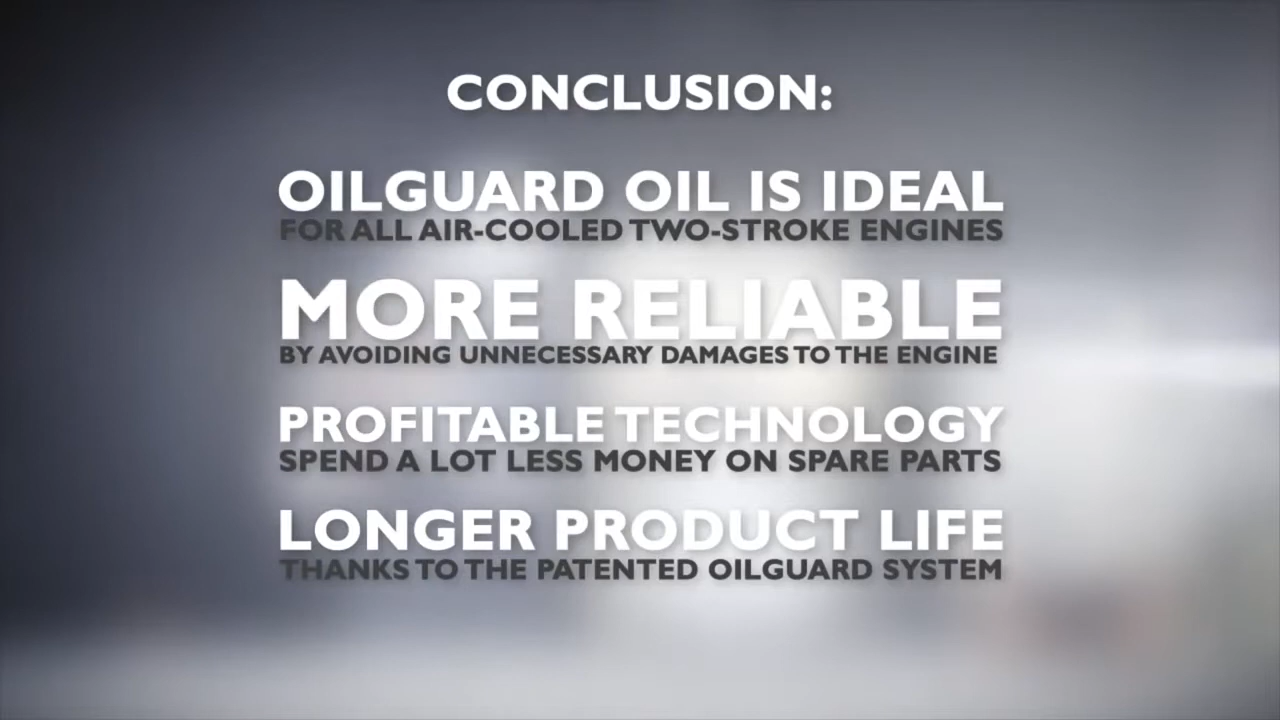 CONCLUSION:
OILGUARD OIL IS IDEAL
FOR ALL AIR-COOLED TWO-STROKE ENGINES
MORE RELIABLE
BY AVOIDING UNNECESSARY DAMAGES TO THE ENGINE
PROFITABLE TECHNOLOGY
SPEND A LOT LESS MONEY ON SPARE PARTS
LONGER PRODUCT LIFE
THANKS TO THE PATENTED OILGUARD SYSTEM